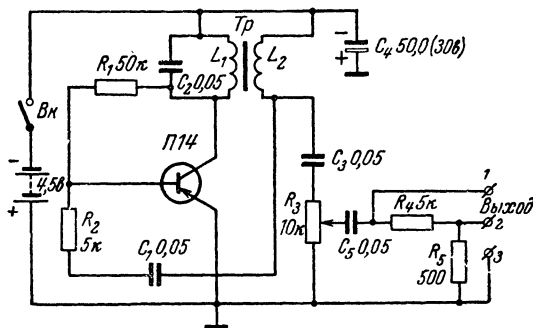 Тр
R₁ 50к
C₂ 0,05
L₁
L₂
−
+
C₄ 50,0 (30в)
Вк
П14
−
4,5в
+
C₃ 0,05
R₂
5к
R₃
10к
C₁ 0,05
C₅ 0,05
R₄ 5к
R₅
500
1
Выход
2
3